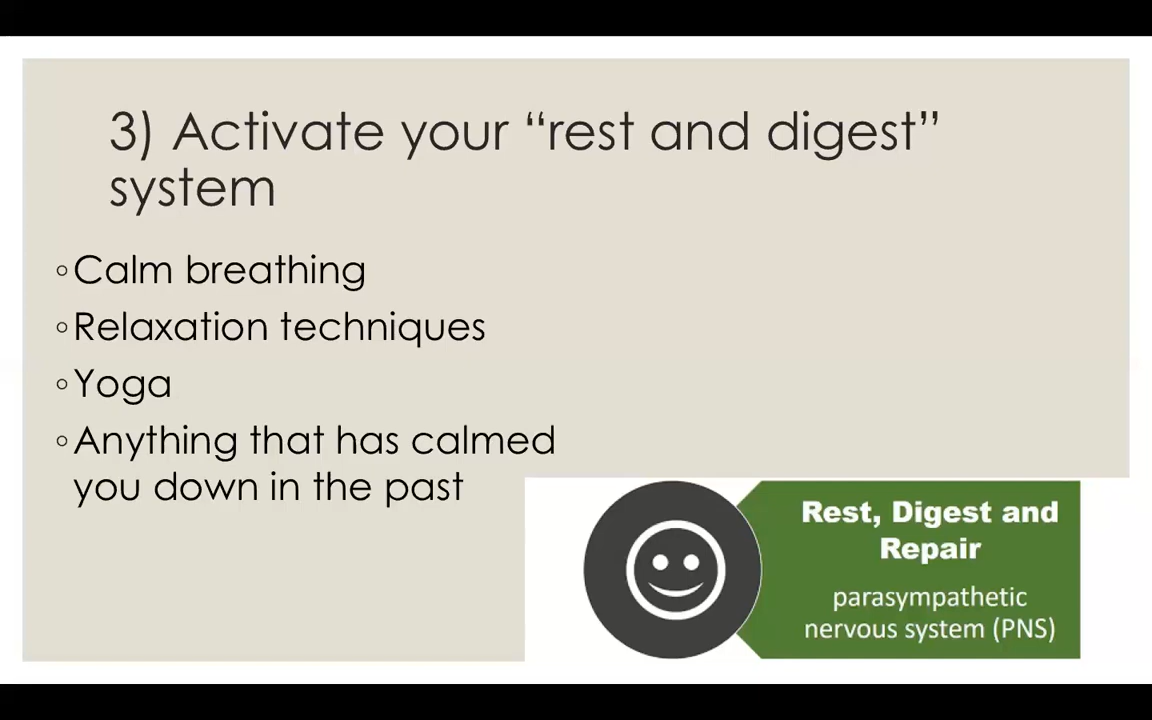 3) Activate your “rest and digest”
system
◦Calm breathing
◦Relaxation techniques
◦Yoga
◦Anything that has calmed
you down in the past
Rest, Digest and
Repair
parasympathetic
nervous system (PNS)